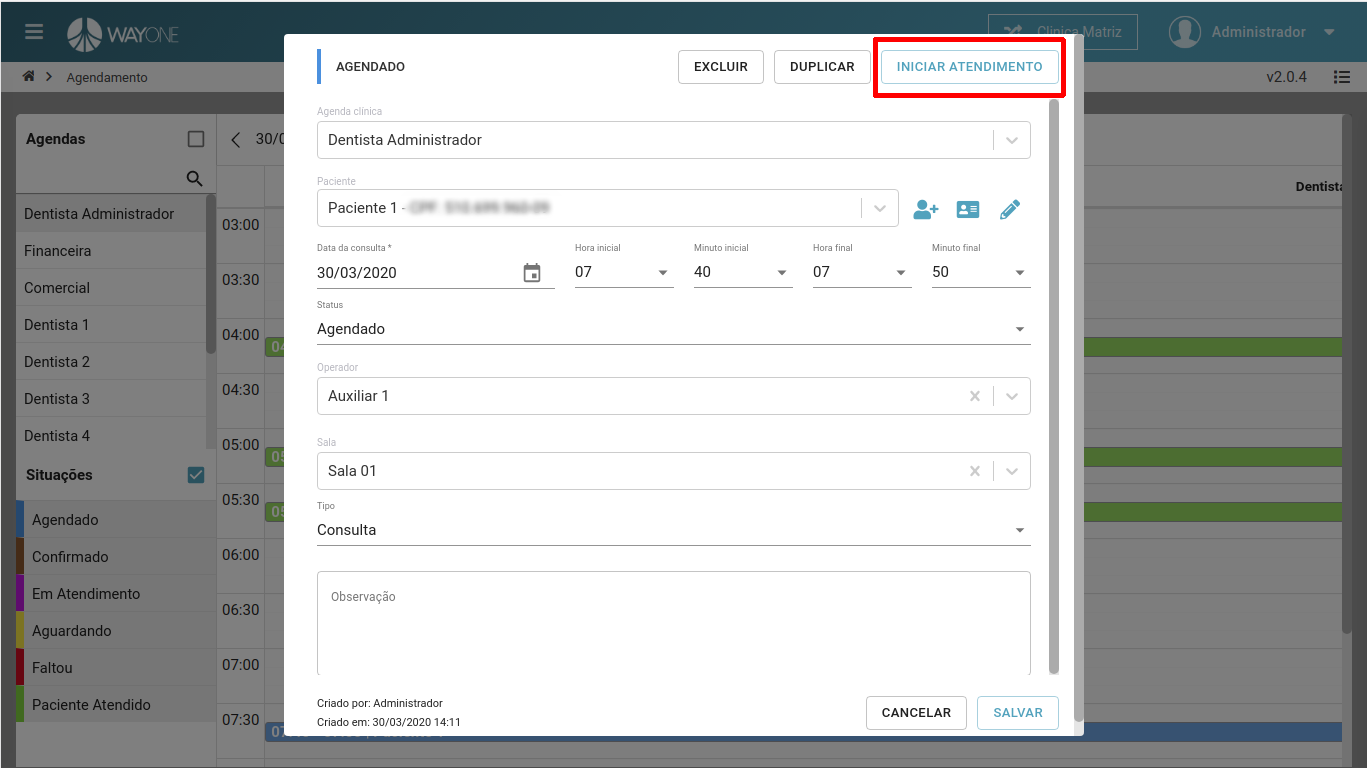 WAYONE
Clínica Matriz
Administrador
Agendamento
v2.0.4
Agendas
Dentista Administrador
Financeira
Comercial
Dentista 1
Dentista 2
Dentista 3
Dentista 4
Situações
Agendado
Confirmado
Em Atendimento
Aguardando
Faltou
Paciente Atendido
30/0
03:00
03:30
04:00
04:30
05:00
05:30
06:00
06:30
07:00
07:30
AGENDADO
EXCLUIR
DUPLICAR
INICIAR ATENDIMENTO
Agenda clínica
Dentista Administrador
Paciente
Paciente 1 -
Data da consulta *
Hora inicial
Minuto inicial
Hora final
Minuto final
30/03/2020
07
40
07
50
Status
Agendado
Operador
Auxiliar 1
Sala
Sala 01
Tipo
Consulta
Observação
Criado por: Administrador
Criado em: 30/03/2020 14:11
CANCELAR
SALVAR